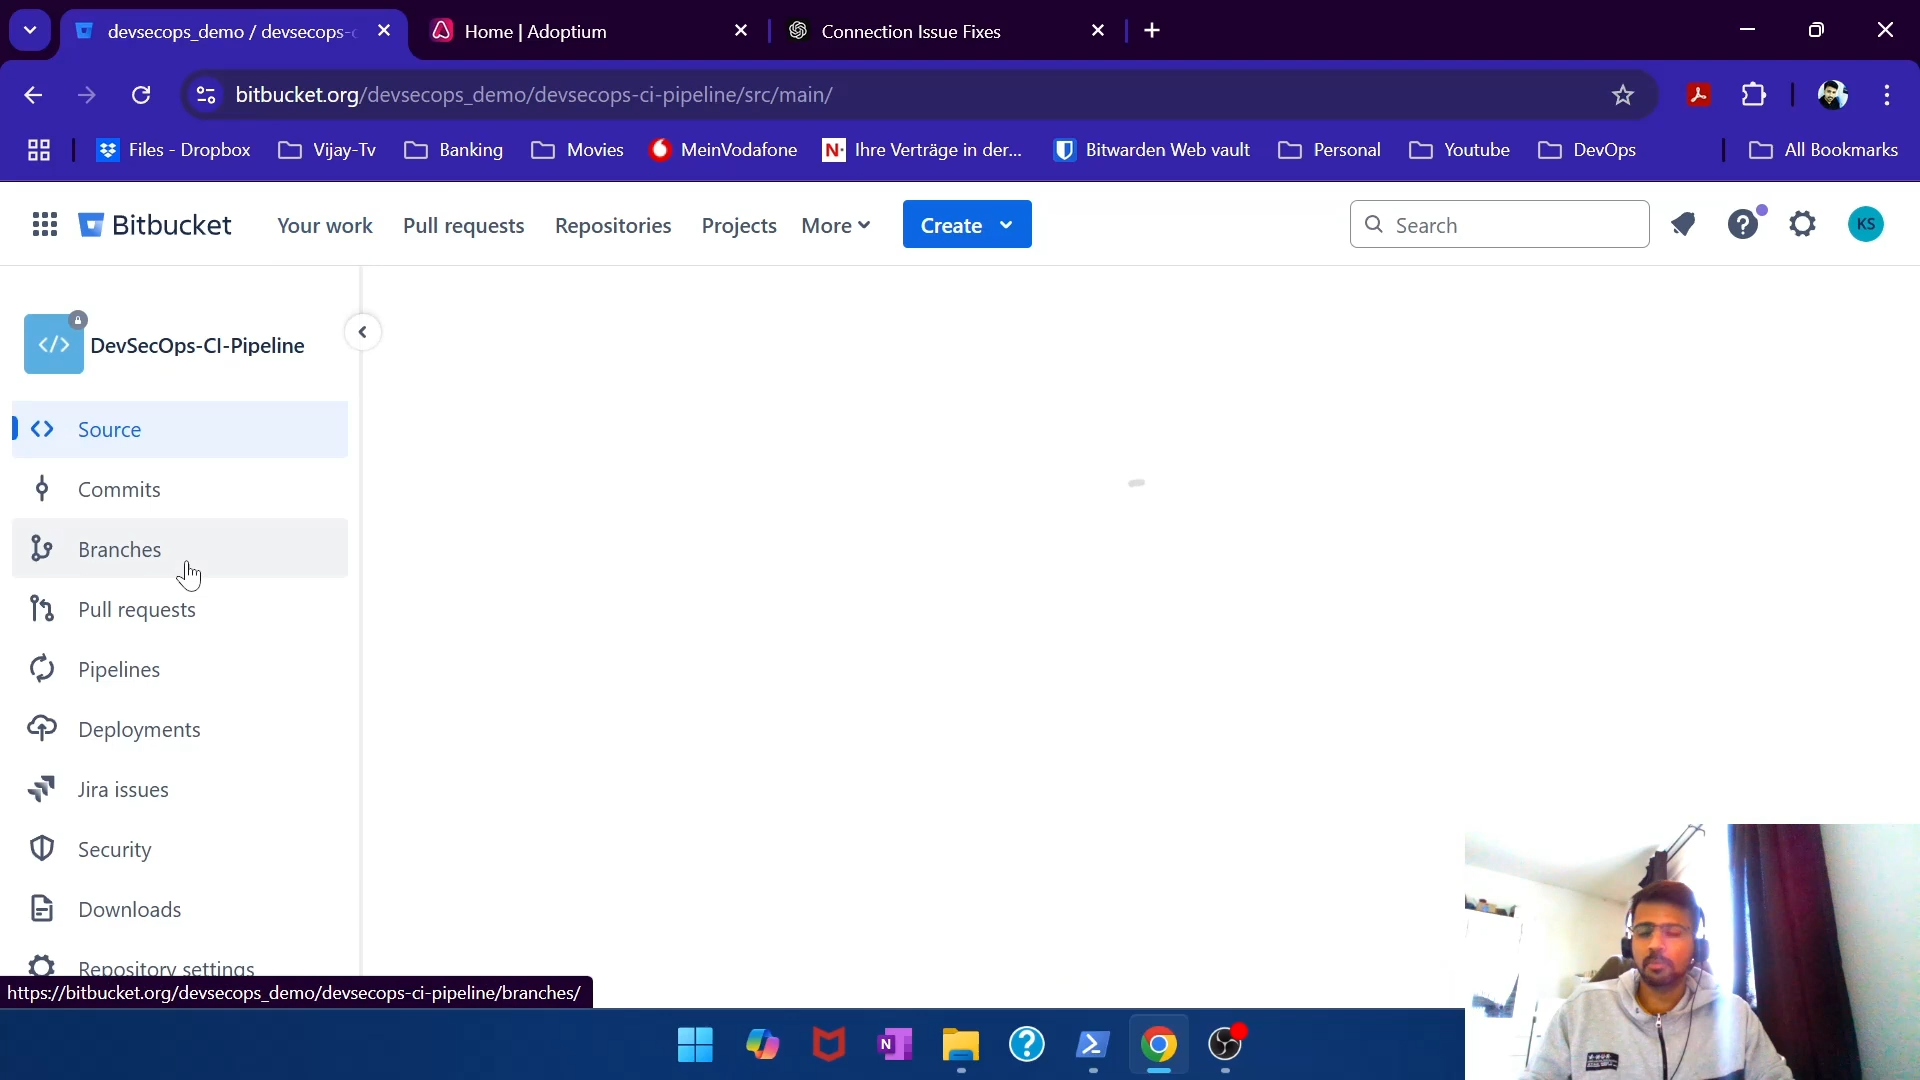 devsecops_demo / devsecops-c
Home | Adoptium
Connection Issue Fixes
bitbucket.org/devsecops_demo/devsecops-ci-pipeline/src/main/
Files - Dropbox
Vijay-Tv
Banking
Movies
MeinVodafone
N
Ihre Verträge in der...
Bitwarden Web vault
Personal
Youtube
DevOps
All Bookmarks
Bitbucket
Your work
Pull requests
Repositories
Projects
More
Create
Search
?
KS
</>
DevSecOps-CI-Pipeline
Source
Commits
Branches
Pull requests
Pipelines
Deployments
Jira issues
Security
Downloads
Repository settings
https://bitbucket.org/devsecops_demo/devsecops-ci-pipeline/branches/
N
?